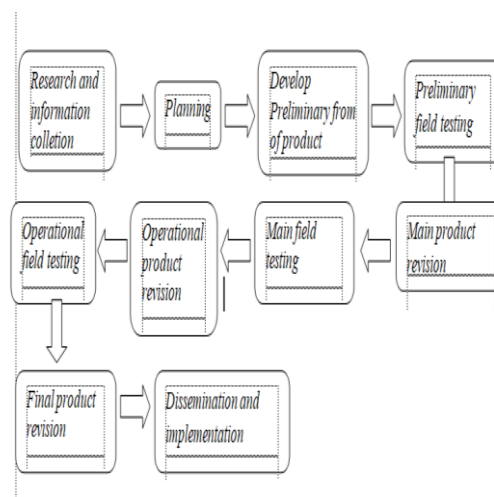 Research and
information
colletion
Planning
Develop
Preliminary from
of product
Preliminary
field testing
Main product
revision
Main field
testing
Operational
product
revision
Operational
field testing
Final product
revision
Dissemination and
implementation